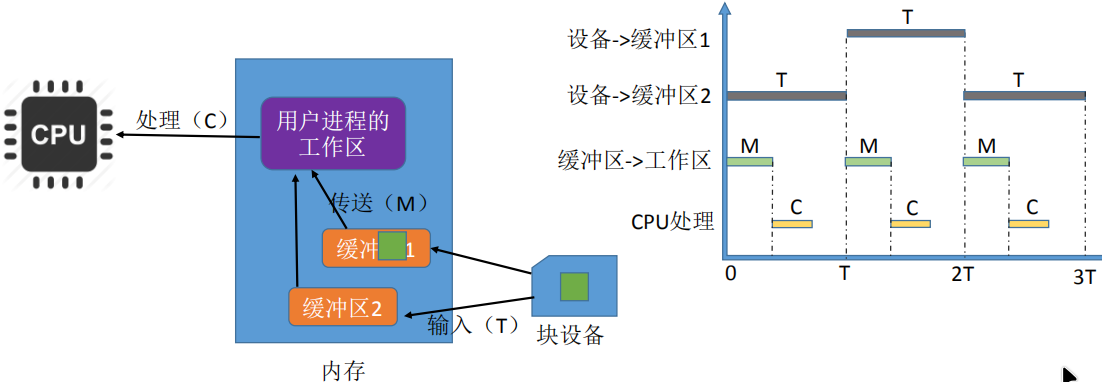 CPU
处理（C）
用户进程的
工作区
传送（M）
缓冲 1
缓冲区2
输入（T）
块设备
内存
设备->缓冲区1
T
设备->缓冲区2
T
T
缓冲区->工作区
M
M
M
CPU处理
C
C
C
0
T
2T
3T